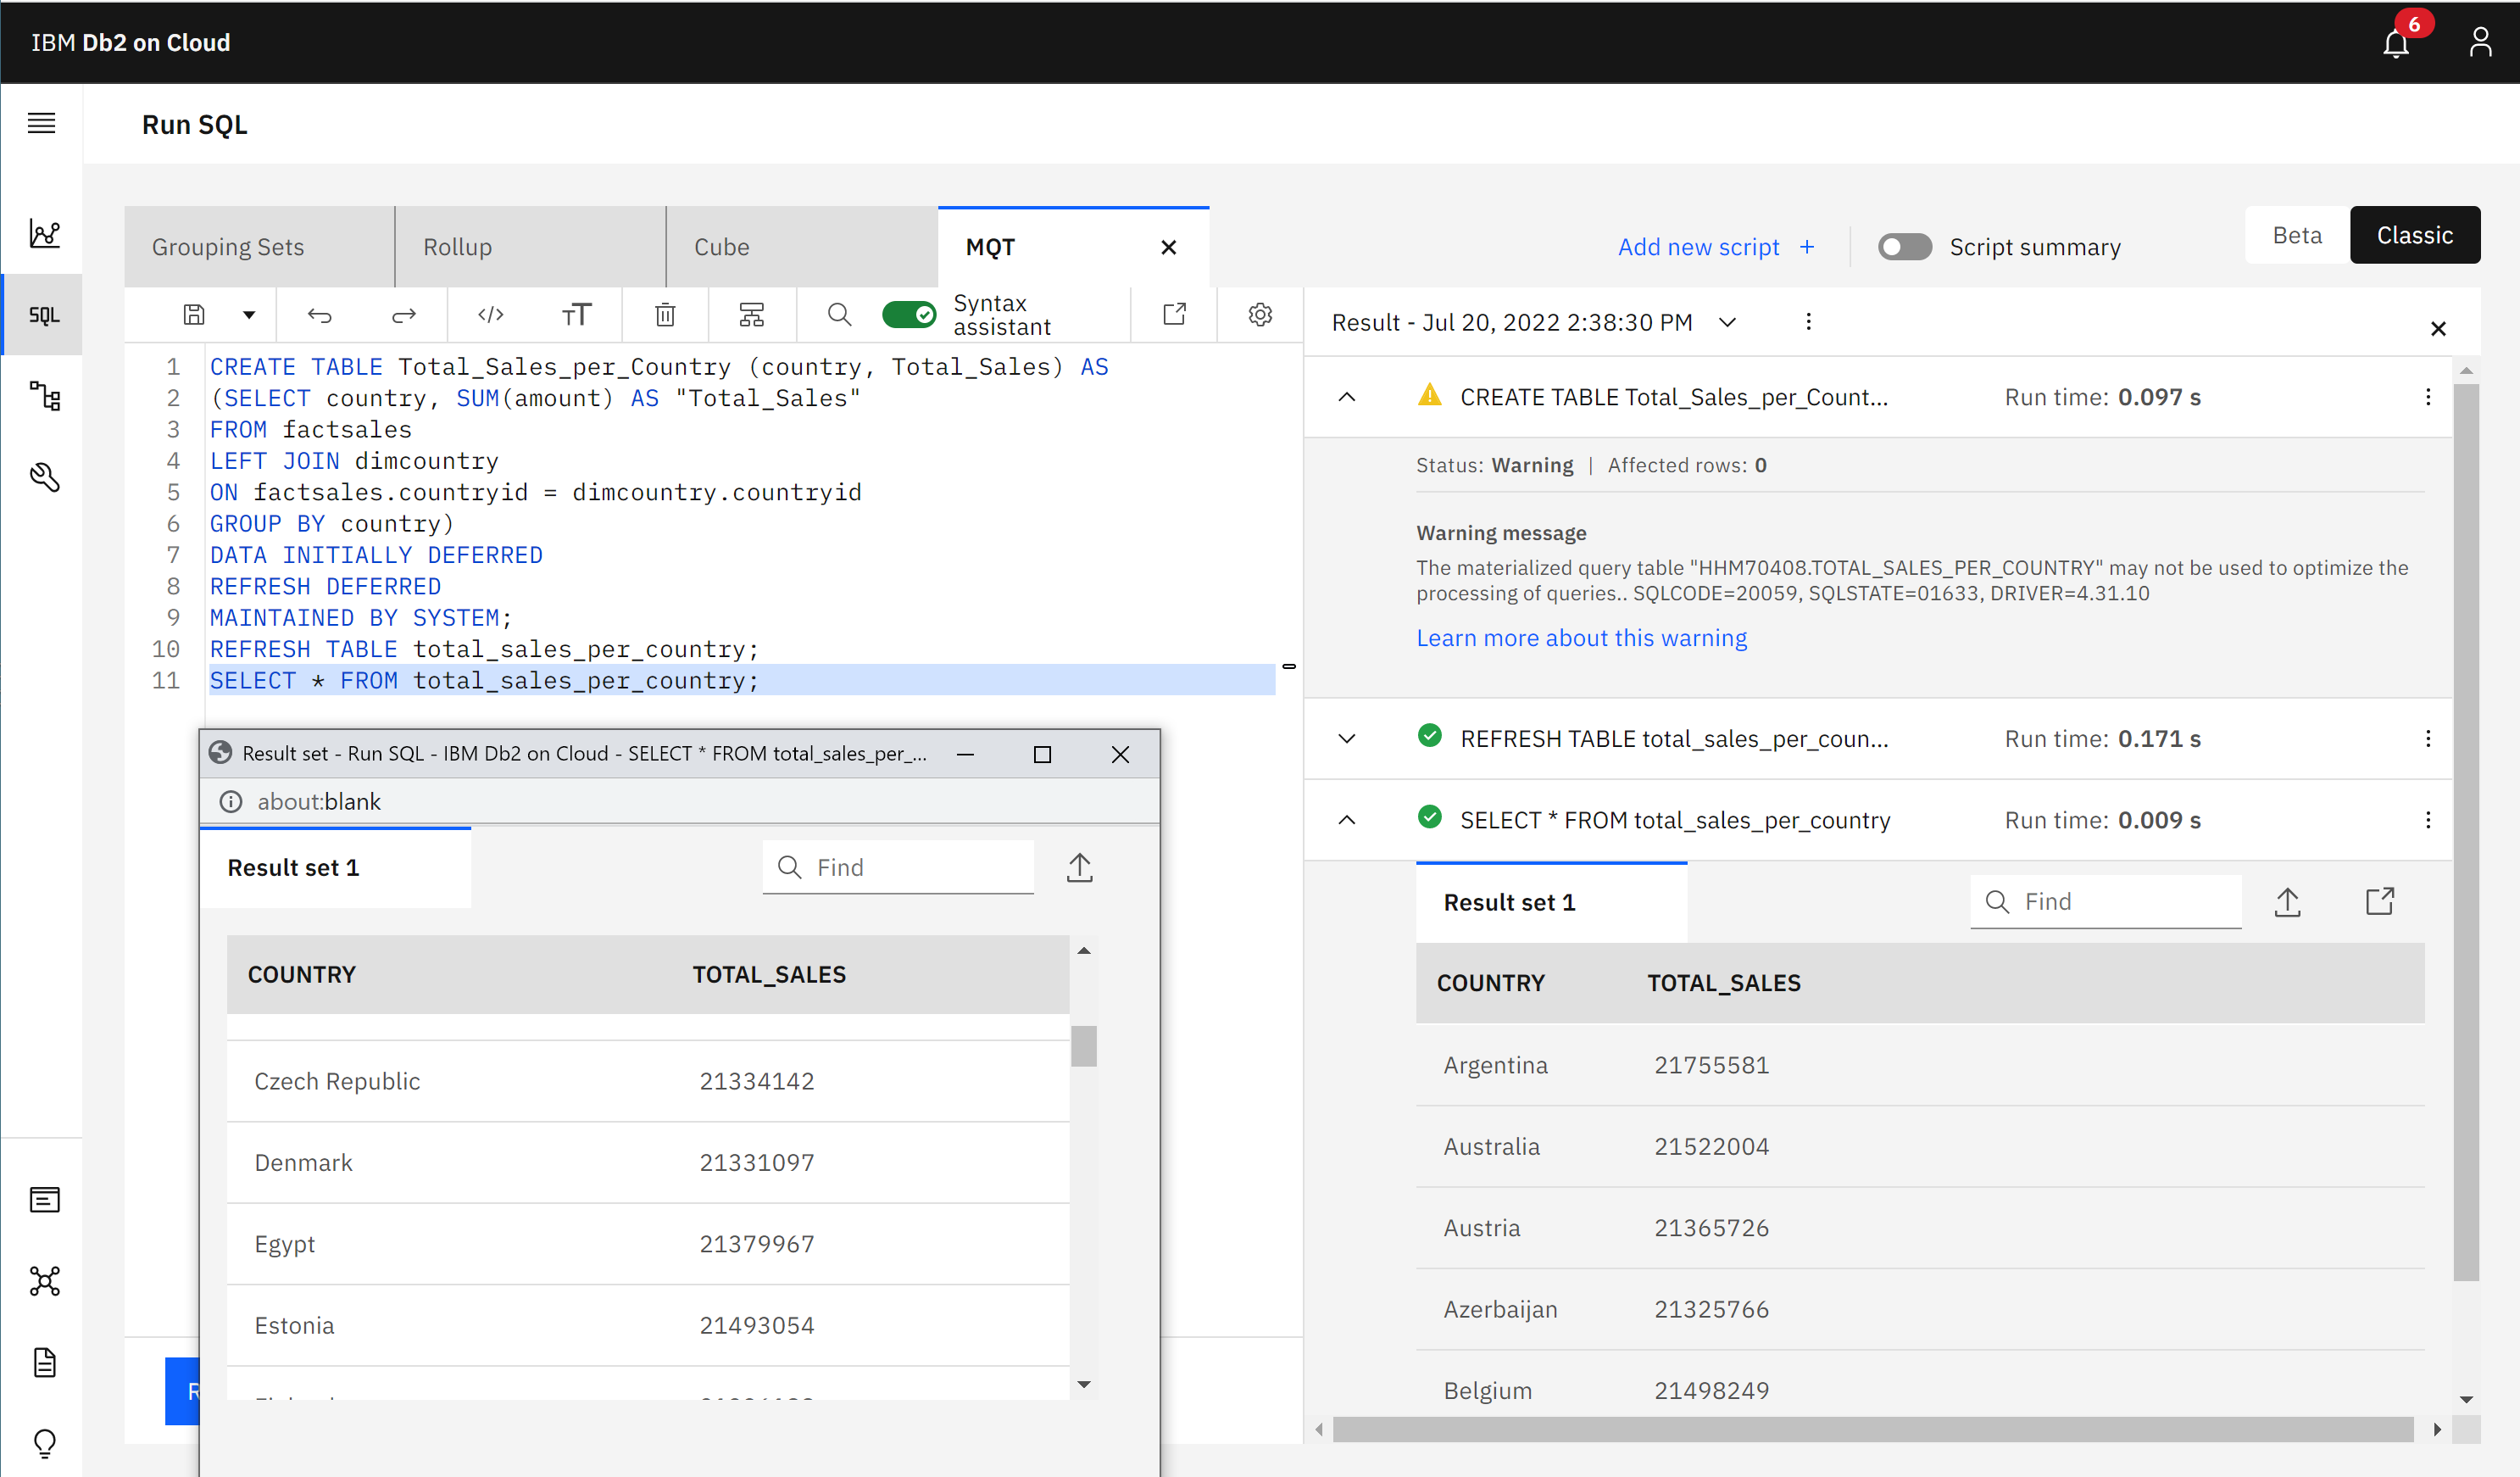 IBM Db2 on Cloud
6
Run SQL
Grouping Sets
Rollup
Cube
MQT
Add new script +
Script summary
Beta
Classic
SQL
Syntax
assistant
1 CREATE TABLE Total_Sales_per_Country (country, Total_Sales) AS
2 (SELECT country, SUM(amount) AS "Total_Sales"
3 FROM factsales
4 LEFT JOIN dimcountry
5 ON factsales.countryid = dimcountry.countryid
6 GROUP BY country)
7 DATA INITIALLY DEFERRED
8 REFRESH DEFERRED
9 MAINTAINED BY SYSTEM;
10 REFRESH TABLE total_sales_per_country;
11 SELECT * FROM total_sales_per_country;
Result - Jul 20, 2022 2:38:30 PM
CREATE TABLE Total_Sales_per_Count... Run time: 0.097 s
Status: Warning | Affected rows: 0
Warning message
The materialized query table "HHM70408.TOTAL_SALES_PER_COUNTRY" may not be used to optimize the
processing of queries.. SQLCODE=20059, SQLSTATE=01633, DRIVER=4.31.10
Learn more about this warning
REFRESH TABLE total_sales_per_coun... Run time: 0.171 s
SELECT * FROM total_sales_per_country Run time: 0.009 s
Result set 1
Find
COUNTRY TOTAL_SALES
Argentina 21755581
Australia 21522004
Austria 21365726
Azerbaijan 21325766
Belgium 21498249
Result set - Run SQL - IBM Db2 on Cloud - SELECT * FROM total_sales_per_...
about:blank
Result set 1
Find
COUNTRY TOTAL_SALES
Czech Republic 21334142
Denmark 21331097
Egypt 21379967
Estonia 21493054